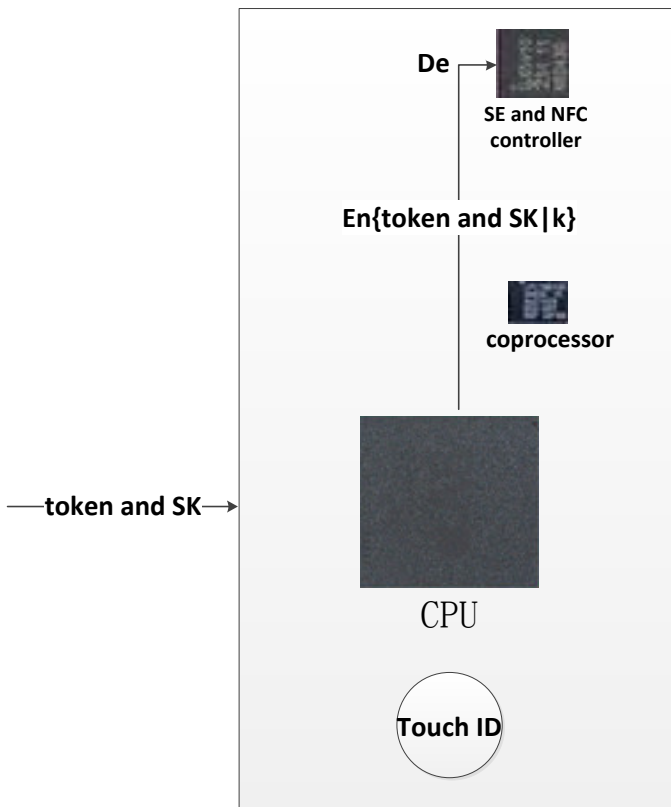 De
SE and NFC
controller
En{token and SK|k}
coprocessor
token and SK
CPU
Touch ID